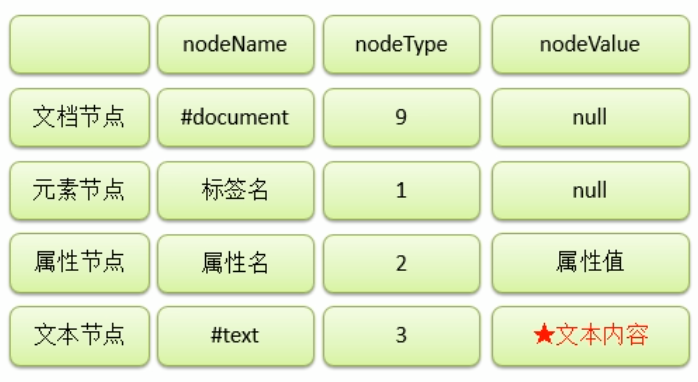 nodeName nodeType nodeValue
文档节点 #document 9 null
元素节点 标签名 1 null
属性节点 属性名 2 属性值
文本节点 #text 3 ★文本内容